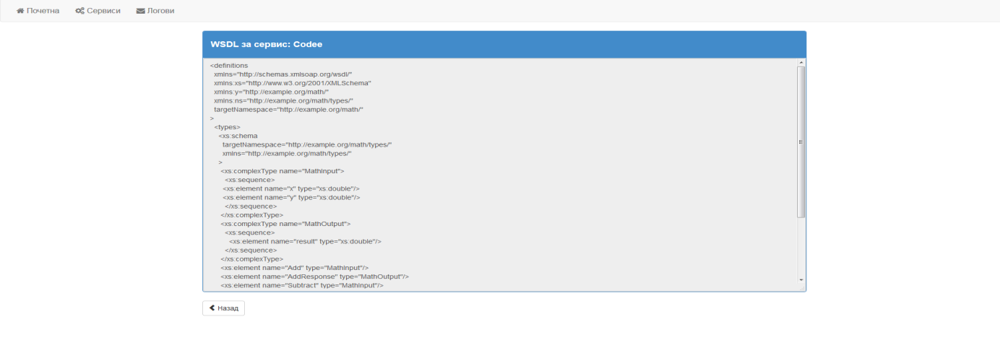 Почетна Сервиси Логови
WSDL за сервис: Codee
<definitions
xmlns="http://schemas.xmlsoap.org/wsdl/"
xmlns:xs="http://www.w3.org/2001/XMLSchema"
xmlns:y="http://example.org/math/"
xmlns:ns="http://example.org/math/types/"
targetNamespace="http://example.org/math/"
>
<types>
<xs:schema
targetNamespace="http://example.org/math/types/"
xmlns="http://example.org/math/types/"
>
<xs:complexType name="MathInput">
<xs:sequence>
<xs:element name="x" type="xs:double"/>
<xs:element name="y" type="xs:double"/>
</xs:sequence>
</xs:complexType>
<xs:complexType name="MathOutput">
<xs:sequence>
<xs:element name="result" type="xs:double"/>
</xs:sequence>
</xs:complexType>
<xs:element name="Add" type="MathInput"/>
<xs:element name="AddResponse" type="MathOutput"/>
<xs:element name="Subtract" type="MathInput"/>
Назад